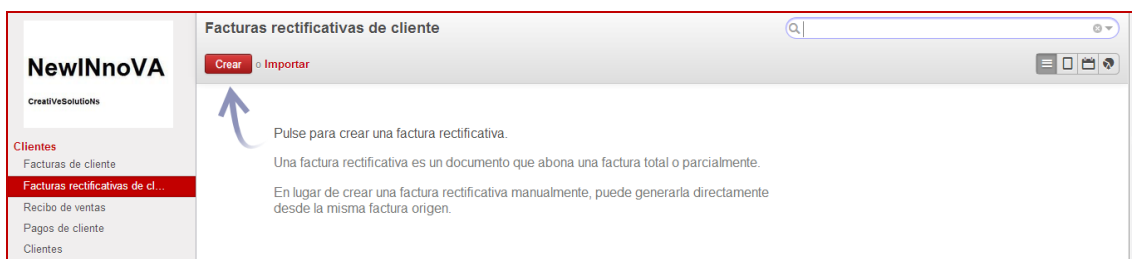 NewINnoVA
CreatiVeSolutioNs
Clientes
Facturas de cliente
Facturas rectificativas de cl...
Recibo de ventas
Pagos de cliente
Clientes
Facturas rectificativas de cliente
Crear o Importar
Pulse para crear una factura rectificativa.
Una factura rectificativa es un documento que abona una factura total o parcialmente.
En lugar de crear una factura rectificativa manualmente, puede generarla directamente
desde la misma factura origen.